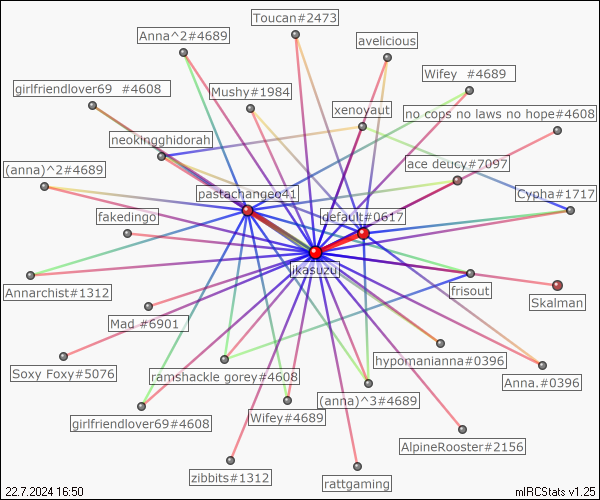 Toucan#2473
Anna^2#4689
avelicious
Wifey #4689
girlfriendlover69 #4608
Mushy#1984
xenovaut
no cops no laws no hope#4608
neokingghidorah
(anna)^2#4689
ace deucy#7097
pastachangeo41
Cypha#1717
fakedingo
default#0617
ikasuzu
Annarchist#1312
frisout
Skalman
Mad #6901
hypomanianna#0396
Soxy Foxy#5076
ramshackle gorey#4608
Anna.#0396
(anna)^3#4689
girlfriendlover69#4608
Wifey#4689
AlpineRooster#2156
zibbits#1312
rattgaming
22.7.2024 16:50
mIRCStats v1.25